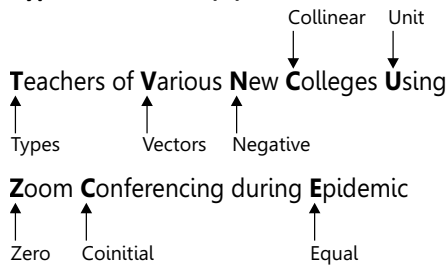 Collinear Unit
Teachers of Various New Colleges Using
Types Vectors Negative
Zoom Conferencing during Epidemic
Zero Coinitial Equal